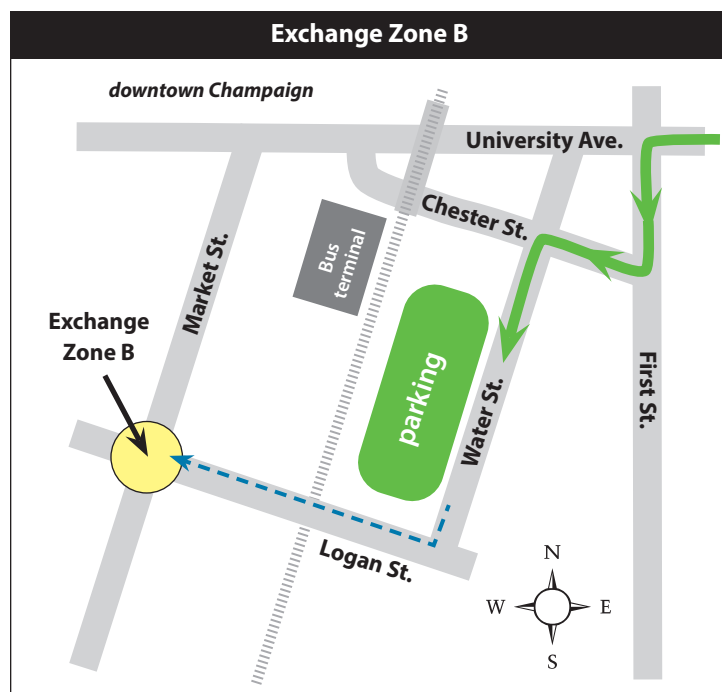 Exchange Zone B
downtown Champaign
University Ave.
Chester St.
Bus
terminal
Market St.
Exchange
Zone B
parking
Water St.
First St.
Logan St.
N
W
E
S